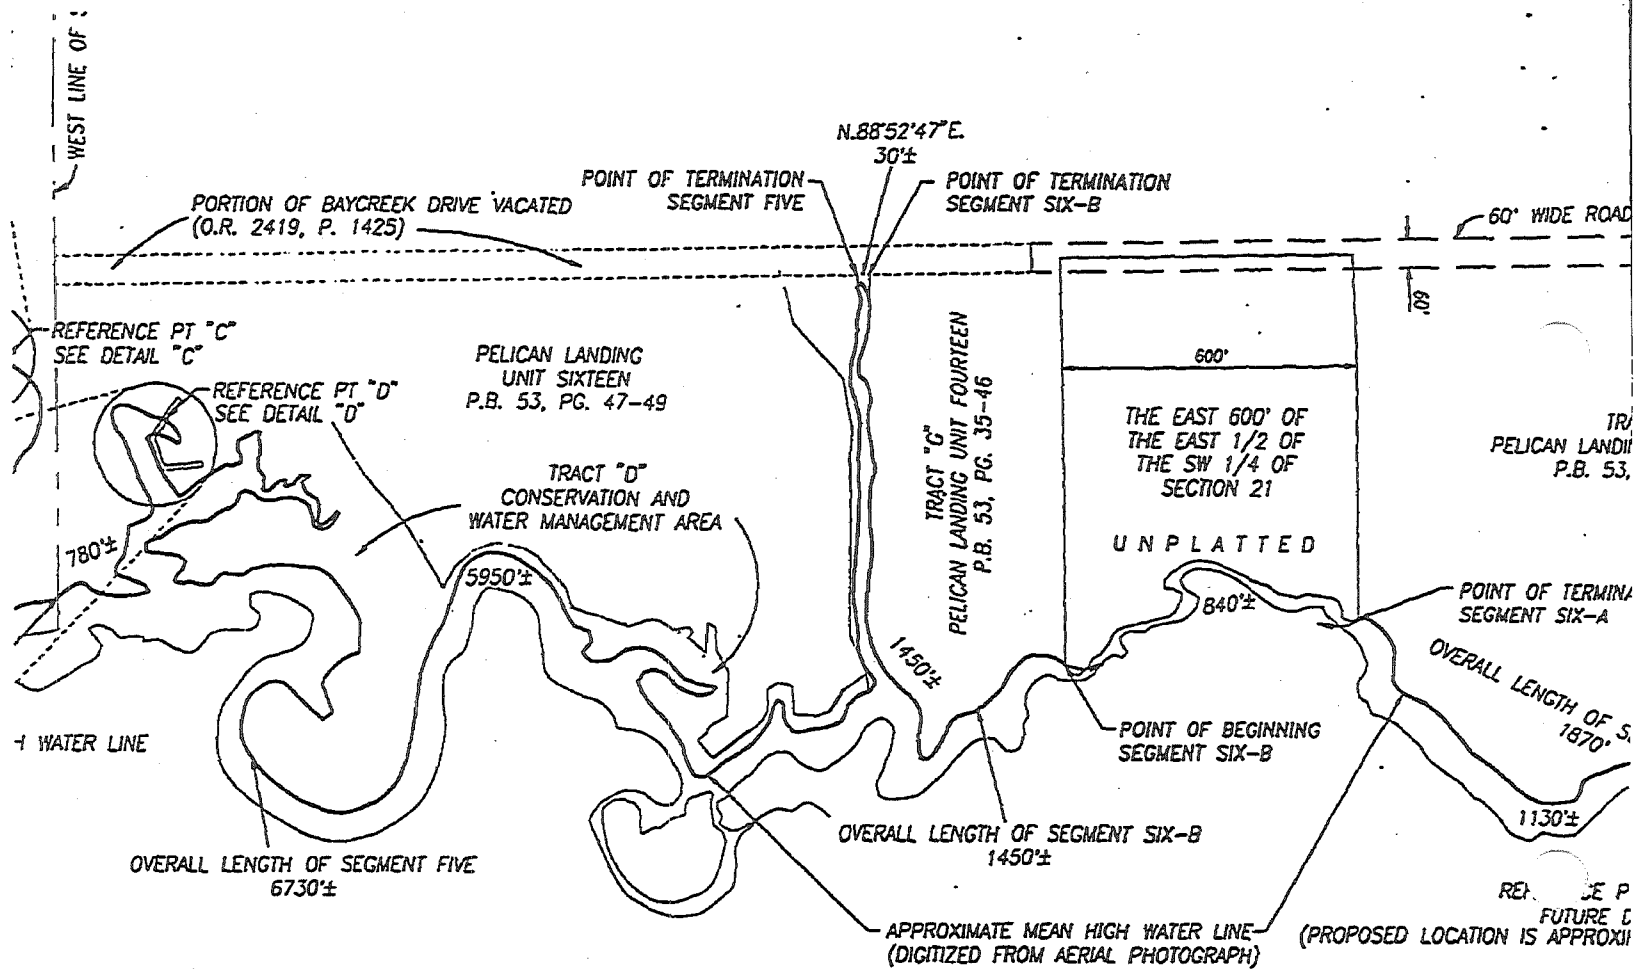 WEST LINE OF
N.88°52'47"E.
30'±
POINT OF TERMINATION
SEGMENT FIVE
POINT OF TERMINATION
SEGMENT SIX-B
PORTION OF BAYCREEK DRIVE VACATED
(O.R. 2419, P. 1425)
60' WIDE ROAD
60'
REFERENCE PT "C"
SEE DETAIL "C"
REFERENCE PT "D"
SEE DETAIL "D"
PELICAN LANDING
UNIT SIXTEEN
P.B. 53, PG. 47-49
TRACT "D"
CONSERVATION AND
WATER MANAGEMENT AREA
TRACT "G"
PELICAN LANDING UNIT FOURTEEN
P.B. 53, PG. 35-46
600'
THE EAST 600' OF
THE EAST 1/2 OF
THE SW 1/4 OF
SECTION 21
UNPLATTED
PELICAN
P.B. 53,
780'±
5950'±
840'±
1450'±
POINT OF
SEGMENT SIX-A
OVERALL LENGTH OF
1870'
WATER LINE
POINT OF BEGINNING
SEGMENT SIX-B
1130'±
OVERALL LENGTH OF SEGMENT SIX-B
1450'±
OVERALL LENGTH OF SEGMENT FIVE
6730'±
APPROXIMATE MEAN HIGH WATER LINE
(DIGITIZED FROM AERIAL PHOTOGRAPH)
FUTURE
(PROPOSED LOCATION IS